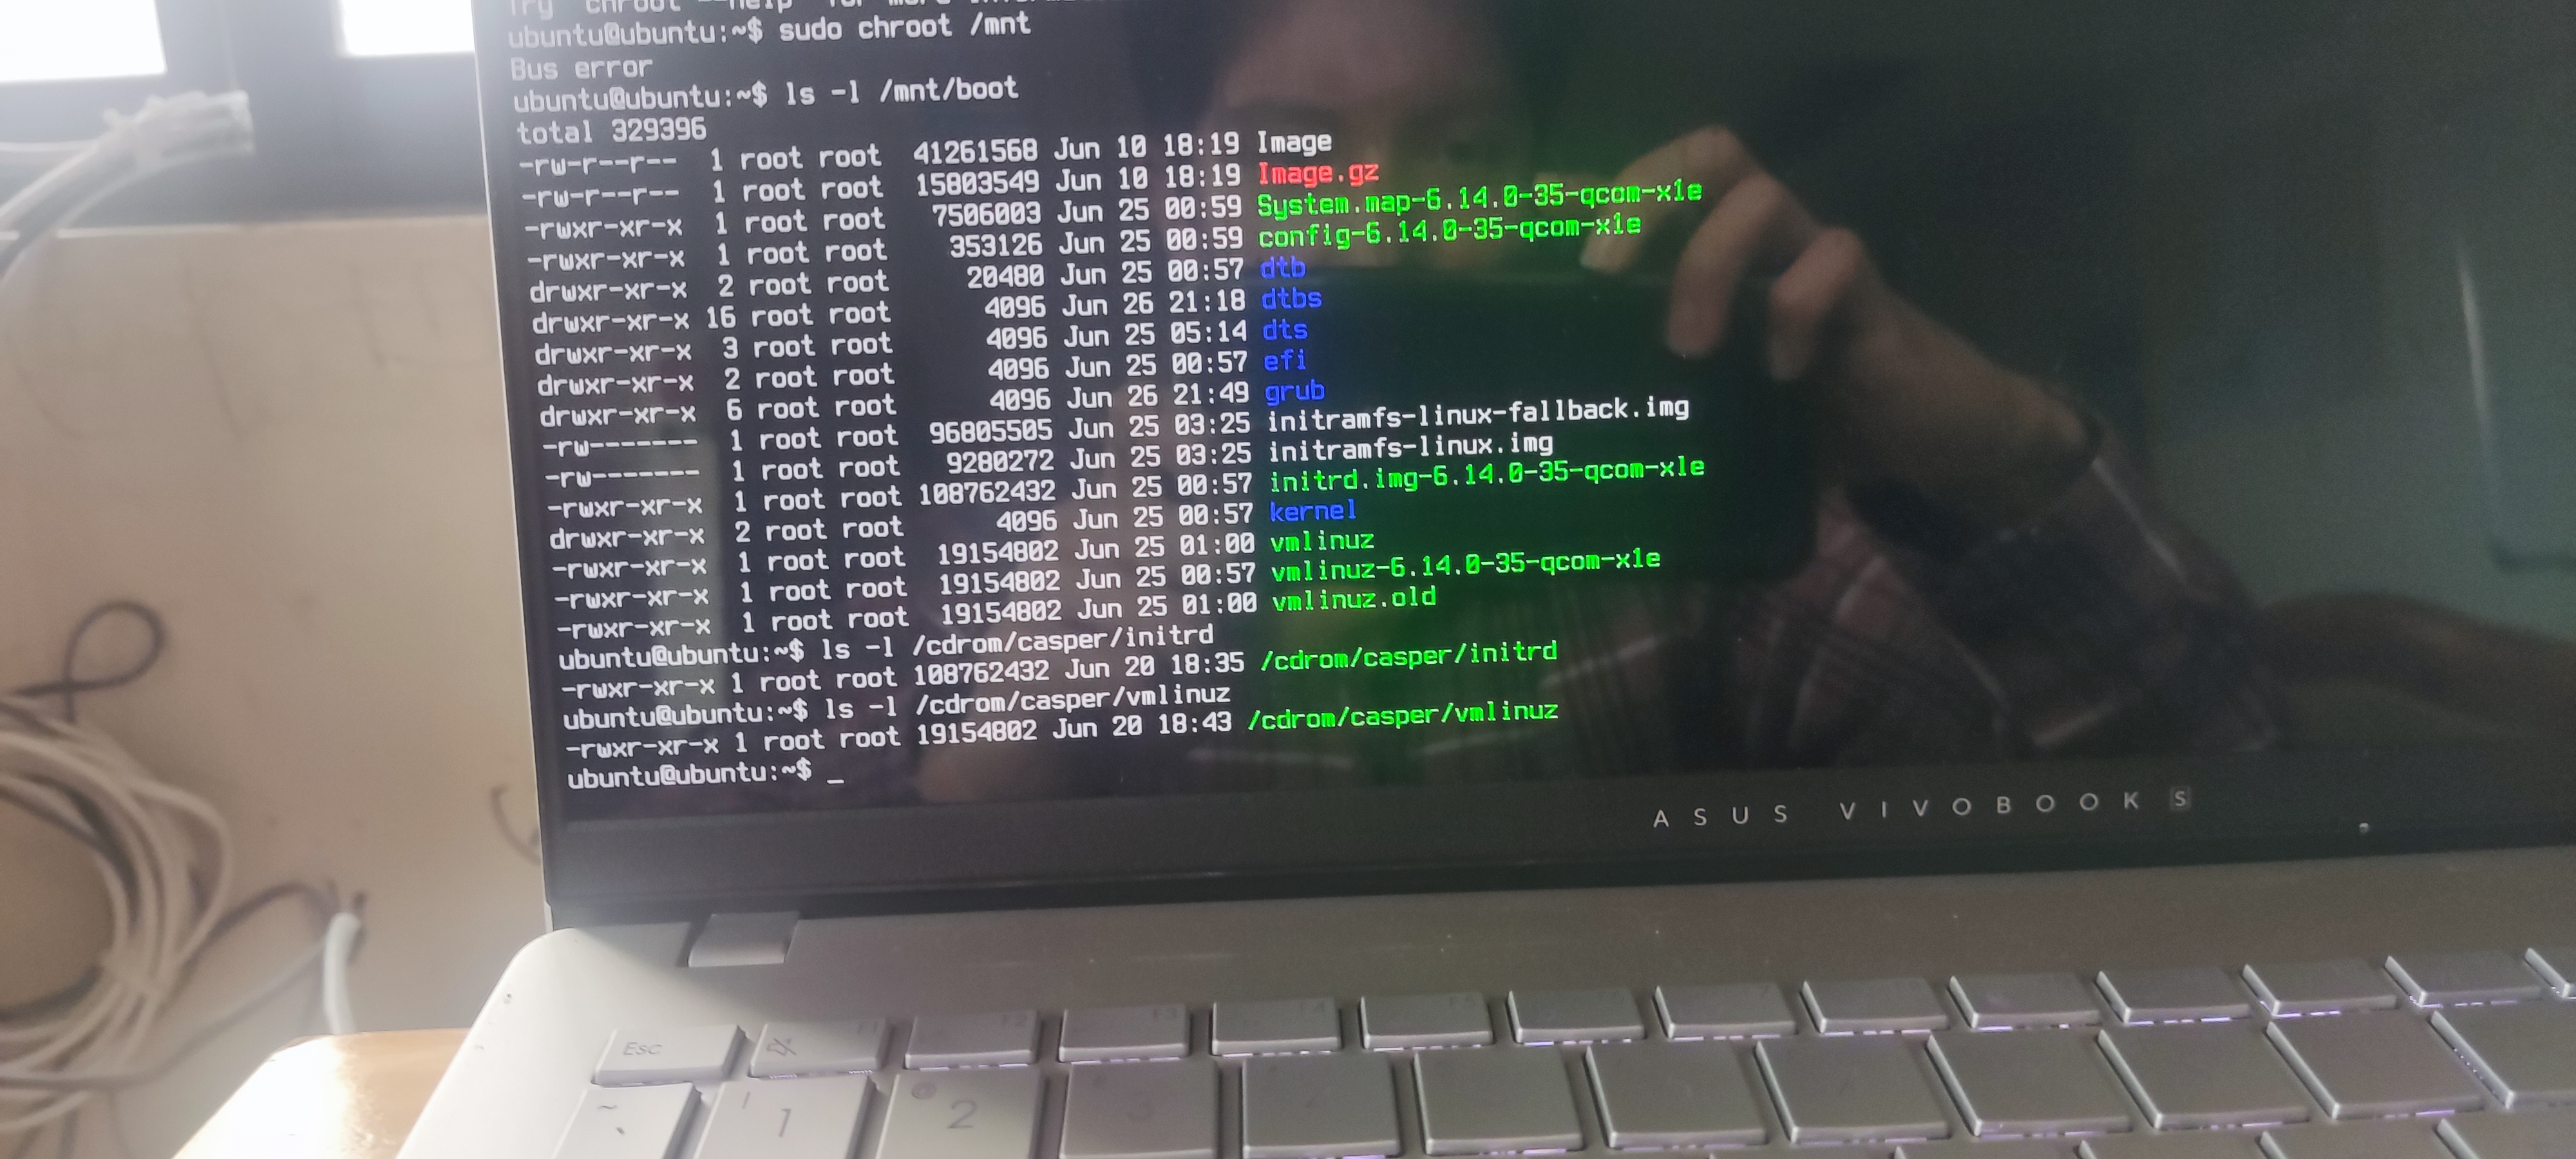 Try 'chroot --help' for more
ubuntu@ubuntu:~$ sudo chroot /mnt
Bus error
ubuntu@ubuntu:~$ ls -l /mnt/boot
total 329396
-rw-r--r-- 1 root root 41261568 Jun 10 18:19 Image
-rw-r--r-- 1 root root 15803549 Jun 10 18:19 Image.gz
-rwxr-xr-x 1 root root 7506003 Jun 25 00:59 System.map-6.14.0-35-qcom-x1e
-rwxr-xr-x 1 root root 353126 Jun 25 00:59 config-6.14.0-35-qcom-x1e
drwxr-xr-x 2 root root 20480 Jun 25 00:57 dtb
drwxr-xr-x 16 root root 4096 Jun 26 21:18 dtbs
drwxr-xr-x 3 root root 4096 Jun 25 05:14 dts
drwxr-xr-x 2 root root 4096 Jun 25 00:57 efi
drwxr-xr-x 6 root root 4096 Jun 26 21:49 grub
-rw------- 1 root root 96805505 Jun 25 03:25 initramfs-linux-fallback.img
-rw------- 1 root root 9280272 Jun 25 03:25 initramfs-linux.img
-rwxr-xr-x 1 root root 108762432 Jun 25 00:57 initrd.img-6.14.0-35-qcom-x1e
drwxr-xr-x 2 root root 4096 Jun 25 00:57 kernel
-rwxr-xr-x 1 root root 19154802 Jun 25 01:00 vmlinuz
-rwxr-xr-x 1 root root 19154802 Jun 25 00:57 vmlinuz-6.14.0-35-qcom-x1e
-rwxr-xr-x 1 root root 19154802 Jun 25 01:00 vmlinuz.old
ubuntu@ubuntu:~$ ls -l /cdrom/casper/initrd
-rwxr-xr-x 1 root root 108762432 Jun 20 18:35 /cdrom/casper/initrd
ubuntu@ubuntu:~$ ls -l /cdrom/casper/vmlinuz
-rwxr-xr-x 1 root root 19154802 Jun 20 18:43 /cdrom/casper/vmlinuz
ubuntu@ubuntu:~$ _
ASUS VIVOBOOK S
Esc
~ ` ! 1 @ 2 3